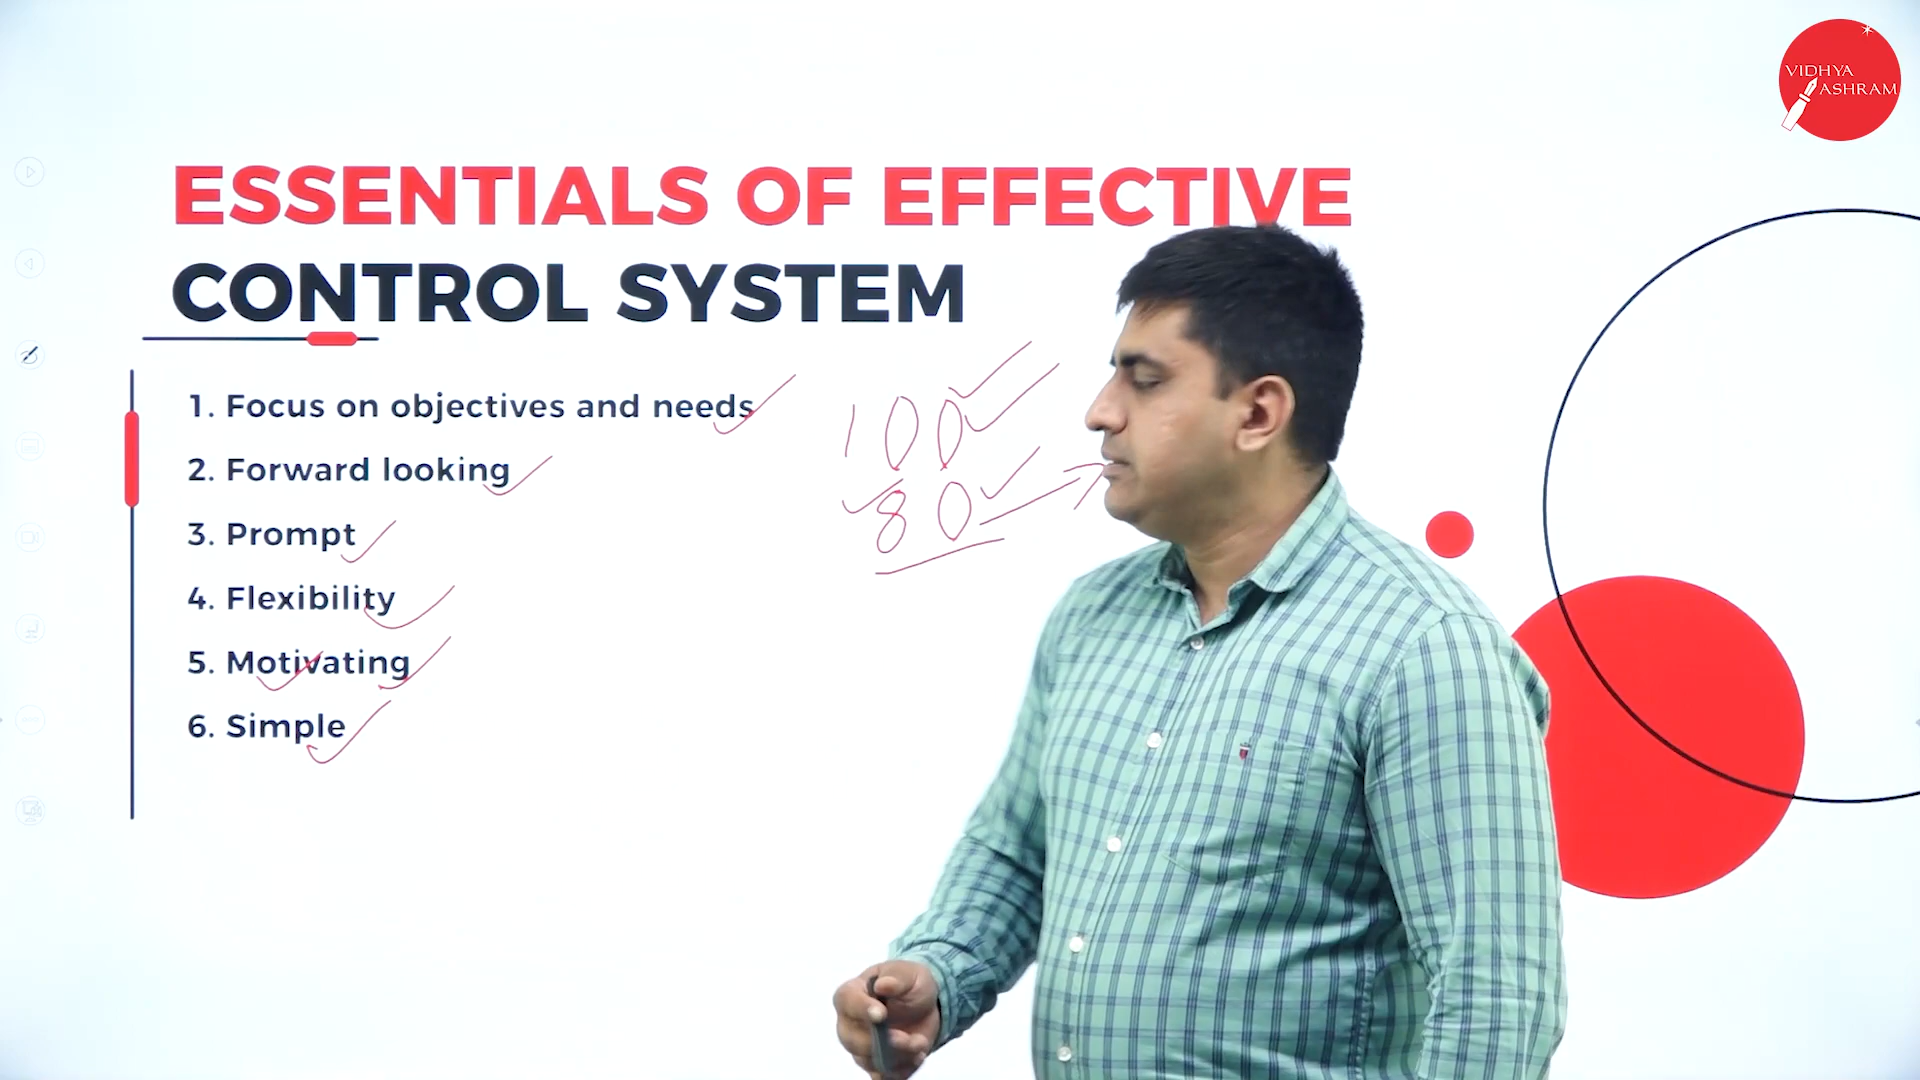 VIDHYA
ASHRAM
ESSENTIALS OF EFFECTIVE
CONTROL SYSTEM
1. Focus on objectives and needs
2. Forward looking
3. Prompt
4. Flexibility
5. Motivating
6. Simple
100
80